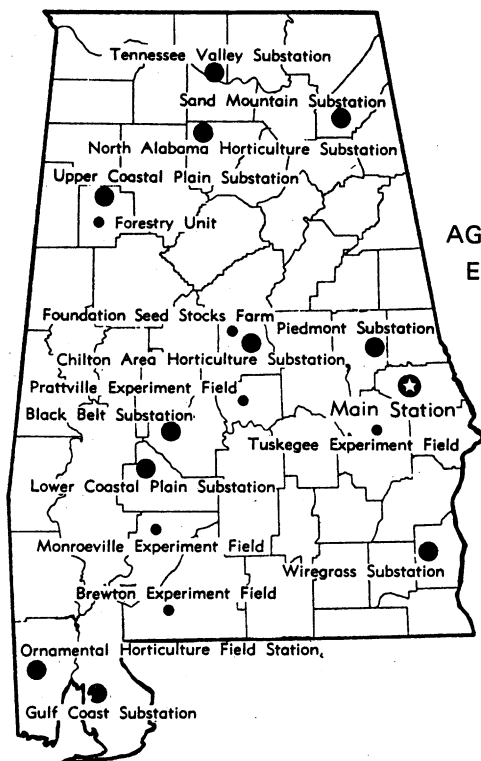 Tennessee Valley Substation
Sand Mountain Substation
North Alabama Horticulture Substation
Upper Coastal Plain Substation
Forestry Unit
AG
E
Foundation Seed Stocks Farm
Piedmont Substation
Chilton Area Horticulture Substation
Prattville Experiment Field
Main Station
Black Belt Substation
Tuskegee Experiment Field
Lower Coastal Plain Substation
Monroeville Experiment Field
Wiregrass Substation
Brewton Experiment Field
Ornamental Horticulture Field Station.
Gulf Coast Substation